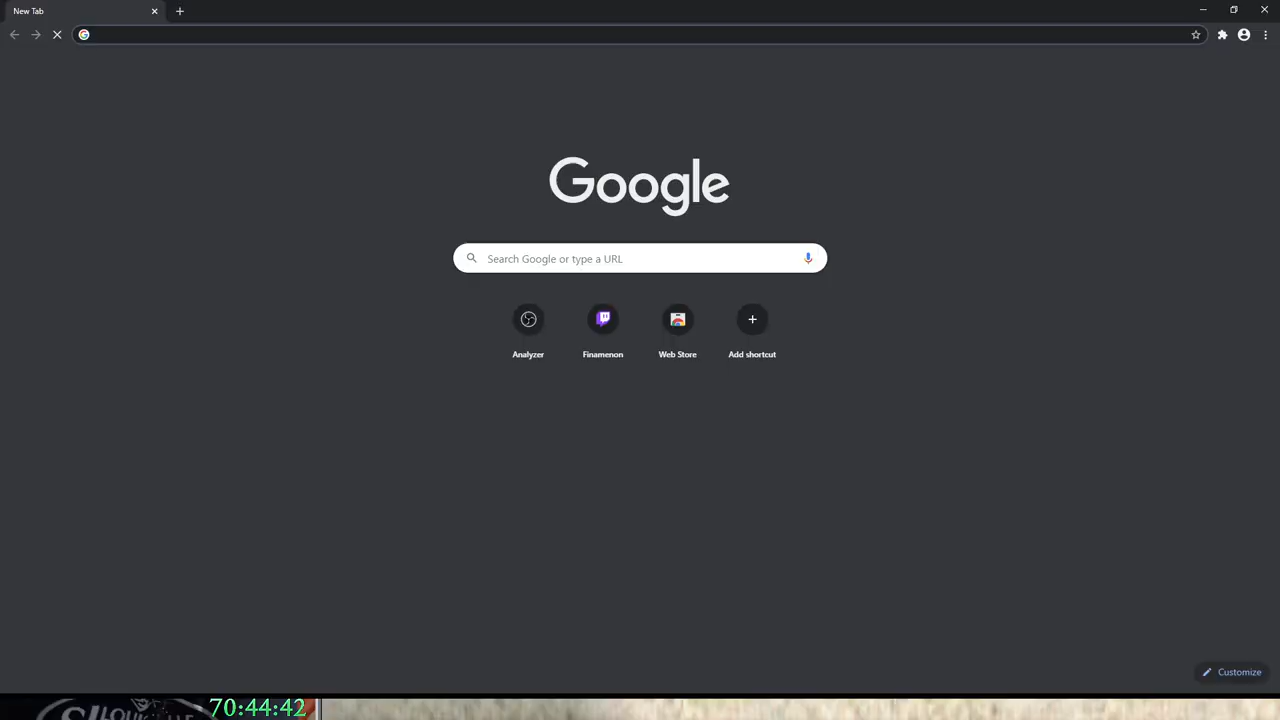 New Tab
Google
Search Google or type a URL
Analyzer
Finamenon
Web Store
Add shortcut
Customize
70:44:42